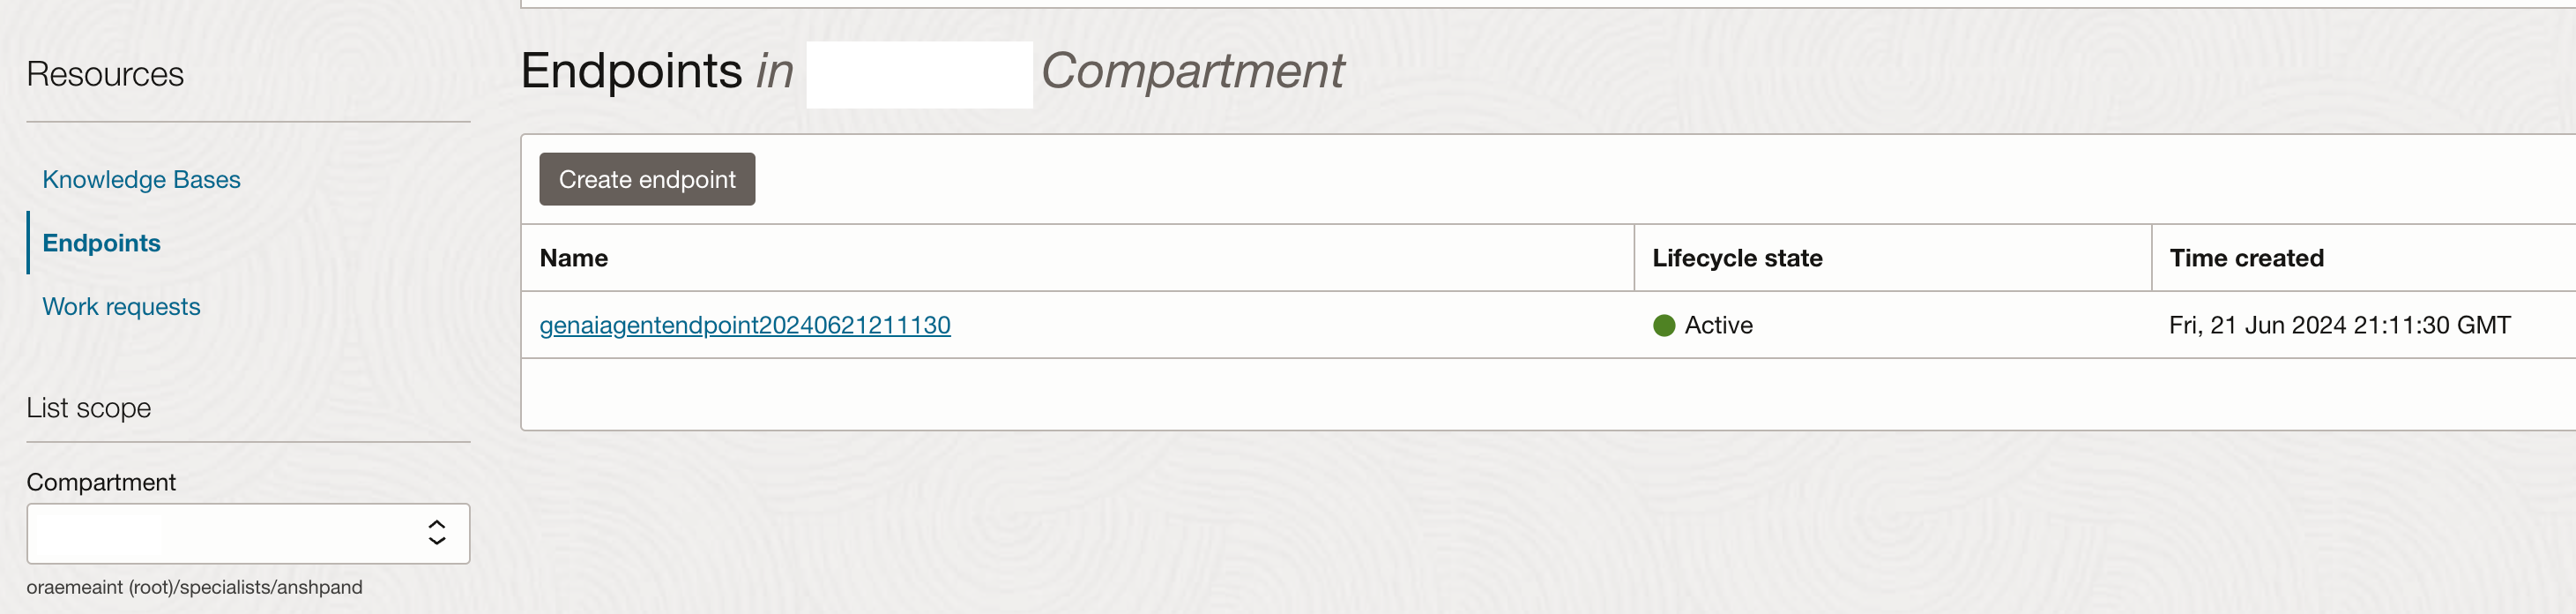 Resources
Knowledge Bases
Endpoints
Work requests
List scope
Compartment
oraemeaint (root)/specialists/anshpand
Endpoints in Compartment
Create endpoint
Name Lifecycle state Time created
genaiagentendpoint20240621211130 Active Fri, 21 Jun 2024 21:11:30 GMT